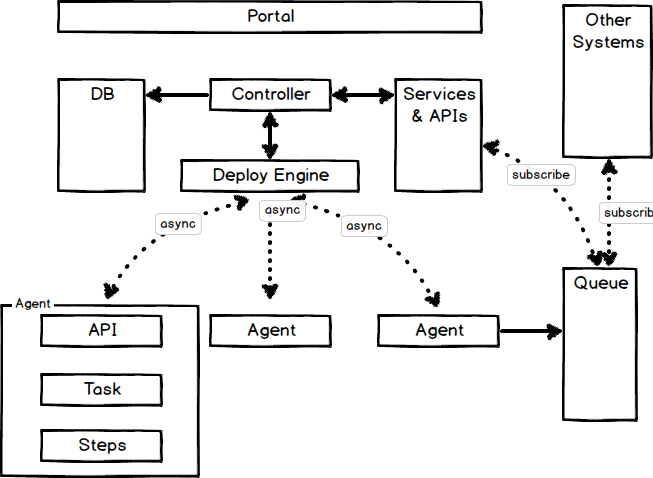 Portal
Other
Systems
DB
Controller
Services
& APIs
Deploy Engine
subscribe
async
async
async
subscrib
Agent
API
Task
Steps
Agent
Agent
Queue